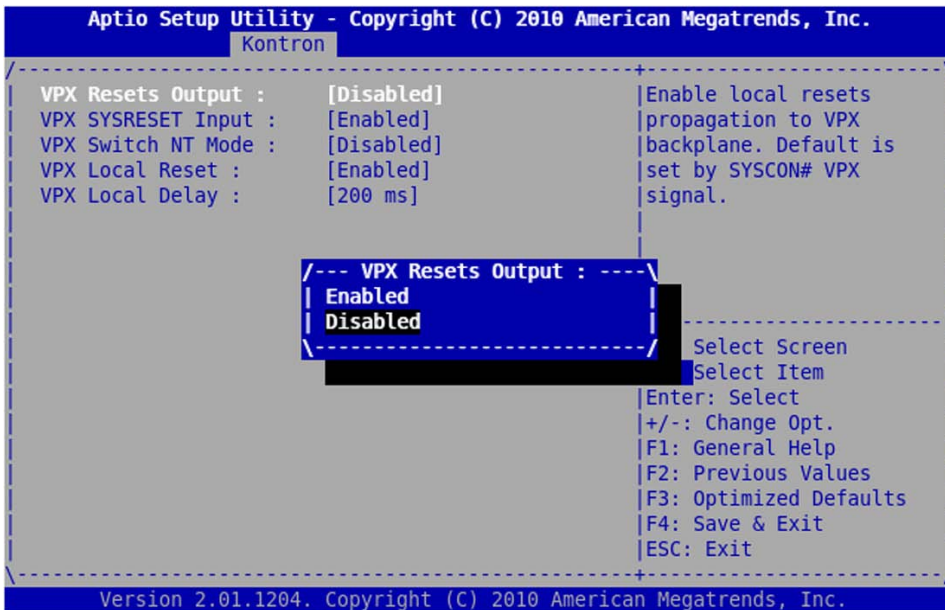 Aptio Setup Utility - Copyright (C) 2010 American Megatrends, Inc.
Kontron
VPX Resets Output : [Disabled]
VPX SYSRESET Input : [Enabled]
VPX Switch NT Mode : [Disabled]
VPX Local Reset : [Enabled]
VPX Local Delay : [200 ms]
Enable local resets
propagation to VPX
backplane. Default is
set by SYSCON# VPX
signal.
/--- VPX Resets Output : ----\
Enabled
Disabled
Select Screen
Select Item
Enter: Select
+/-: Change Opt.
F1: General Help
F2: Previous Values
F3: Optimized Defaults
F4: Save & Exit
ESC: Exit
Version 2.01.1204. Copyright (C) 2010 American Megatrends, Inc.